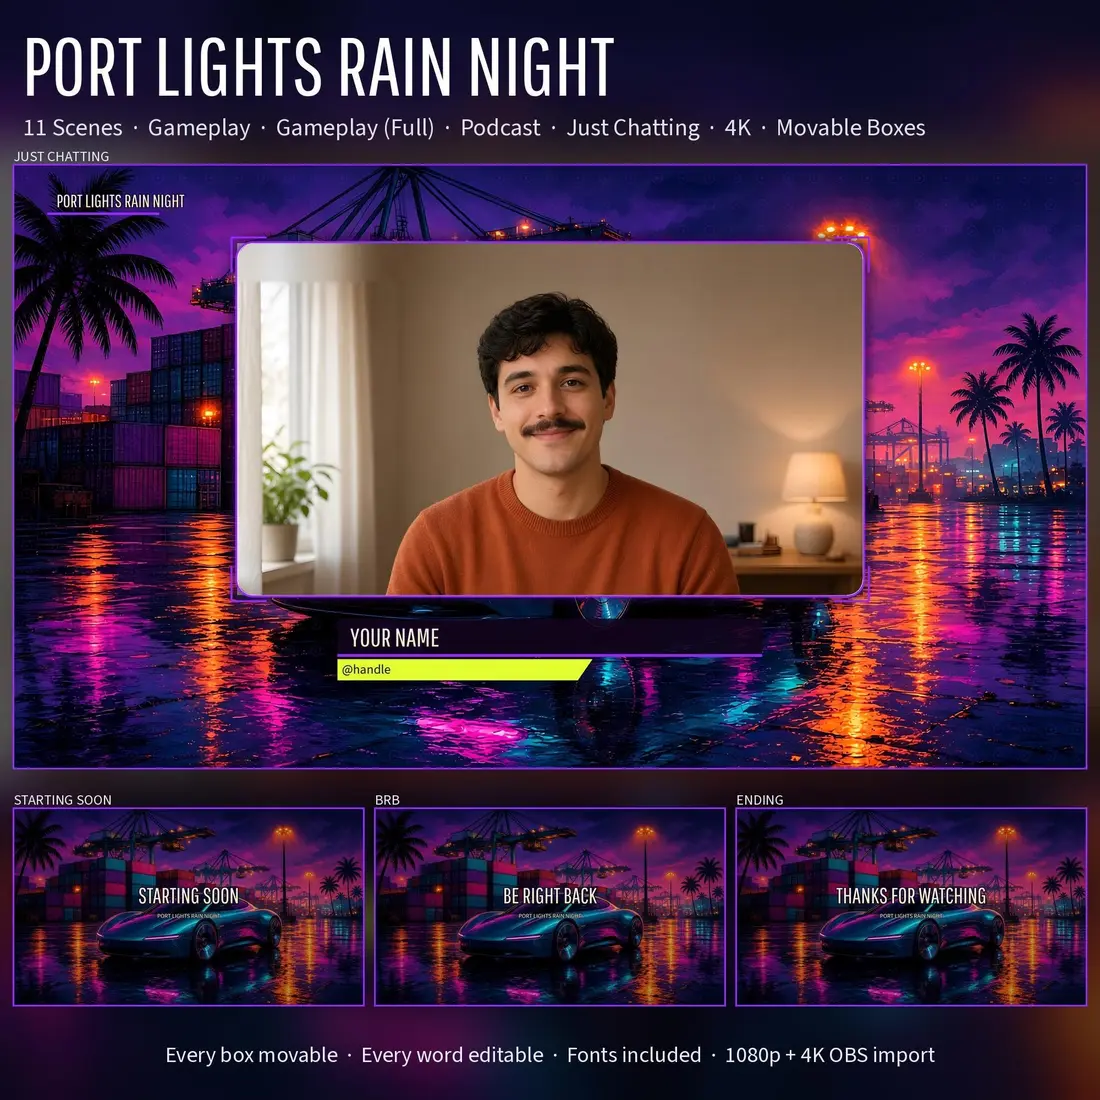 PORT LIGHTS RAIN NIGHT
11 Scenes · Gameplay · Gameplay (Full) · Podcast · Just Chatting · 4K · Movable Boxes
JUST CHATTING
PORT LIGHTS RAIN NIGHT
YOUR NAME
@handle
STARTING SOON
BRB
ENDING
STARTING SOON
PORT LIGHTS RAIN NIGHT
BE RIGHT BACK
PORT LIGHTS RAIN NIGHT
THANKS FOR WATCHING
PORT LIGHTS RAIN NIGHT
Every box movable · Every word editable · Fonts included · 1080p + 4K OBS import